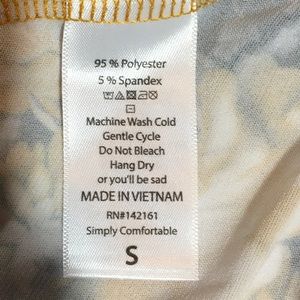 95 % Polyester
5 % Spandex
Machine Wash Cold
Gentle Cycle
Do Not Bleach
Hang Dry
or you'll be sad
MADE IN VIETNAM
RN#142161
Simply Comfortable
S